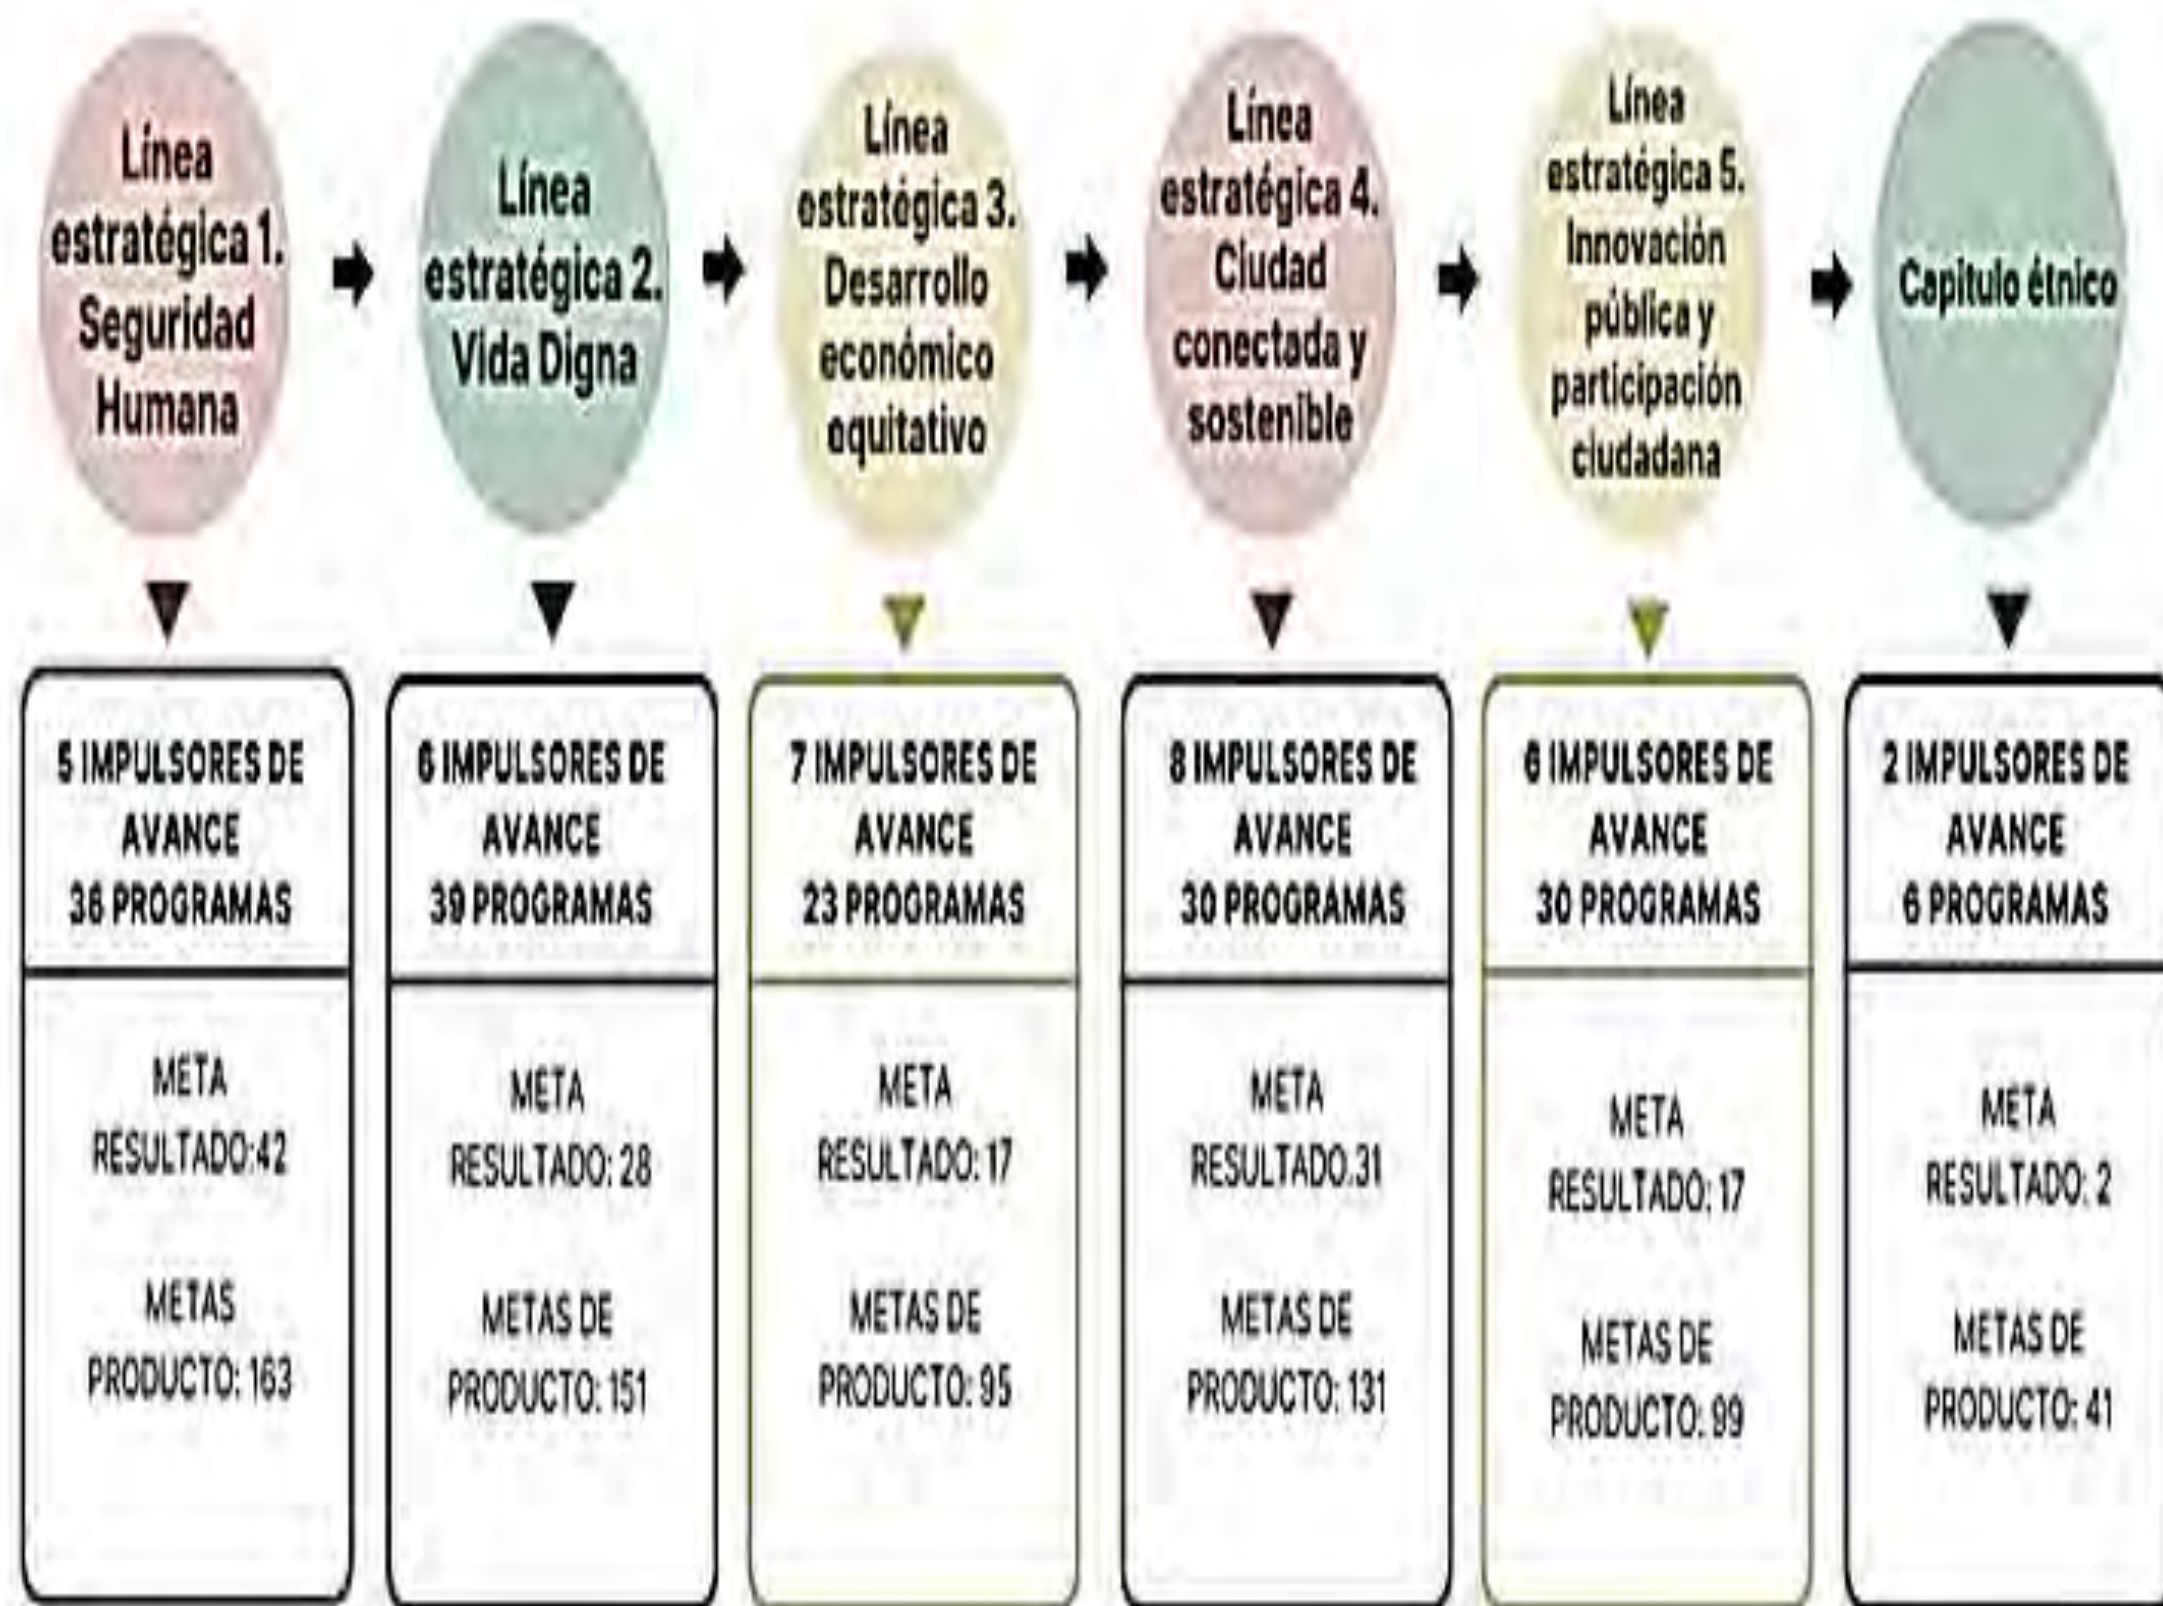 Línea
estratégica 1.
Seguridad
Humana
Línea
estratégica 2.
Vida Digna
Línea
estratégica 3.
Desarrollo
económico
equitativo
Línea
estratégica 4.
Ciudad
conectada y
sostenible
Línea
estratégica 5.
Innovación
pública y
participación
ciudadana
Capitulo étnico
5 IMPULSORES DE
AVANCE
PROGRAMAS
META
RESULTADO:42
METAS
PRODUCTO: 163
6 IMPULSORES DE
AVANCE
39 PROGRAMAS
META
RESULTADO: 28
METAS DE
PRODUCTO: 151
7 IMPULSORES DE
AVANCE
23 PROGRAMAS
META
RESULTADO: 17
METAS DE
PRODUCTO: 95
8 IMPULSORES DE
AVANCE
30 PROGRAMAS
META
RESULTADO.31
METAS DE
PRODUCTO: 131
6 IMPULSORES DE
AVANCE
30 PROGRAMAS
META
RESULTADO: 17
METAS DE
PRODUCTO: 99
2 IMPULSORES DE
AVANCE
6 PROGRAMAS
META
RESULTADO: 2
METAS DE
PRODUCTO: 41